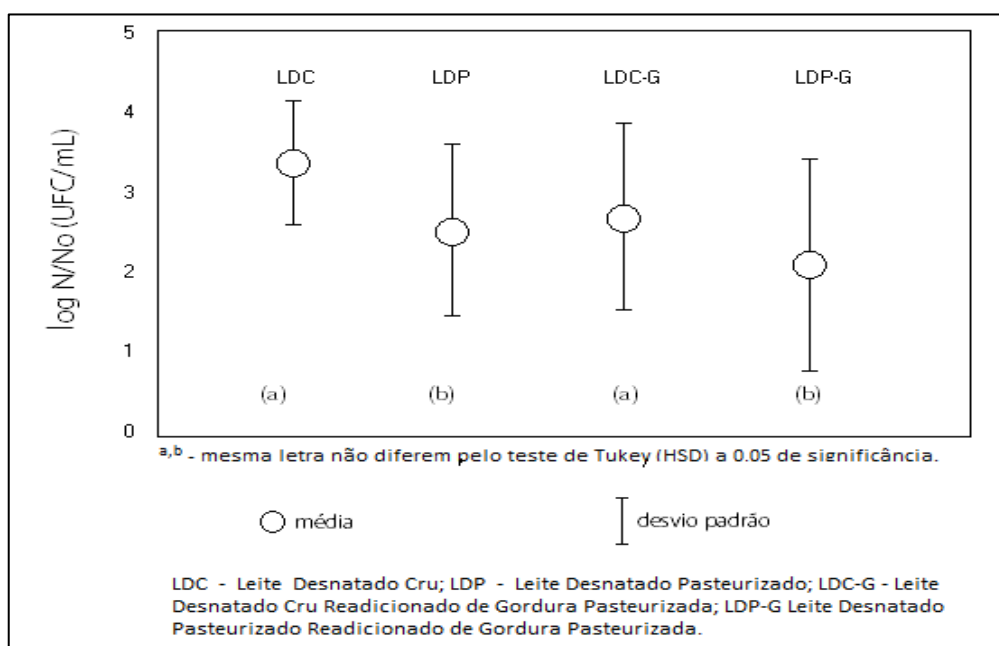 5
LDC LDP LDC-G LDP-G
4
3
2
1
0
log N/No (UFC/mL)
(a) (b) (a) (b)
a,b - mesma letra não diferem pelo teste de Tukey (HSD) a 0.05 de significância.
média desvio padrão
LDC - Leite Desnatado Cru; LDP - Leite Desnatado Pasteurizado; LDC-G - Leite
Desnatado Cru Readicionado de Gordura Pasteurizada; LDP-G Leite Desnatado
Pasteurizado Readicionado de Gordura Pasteurizada.